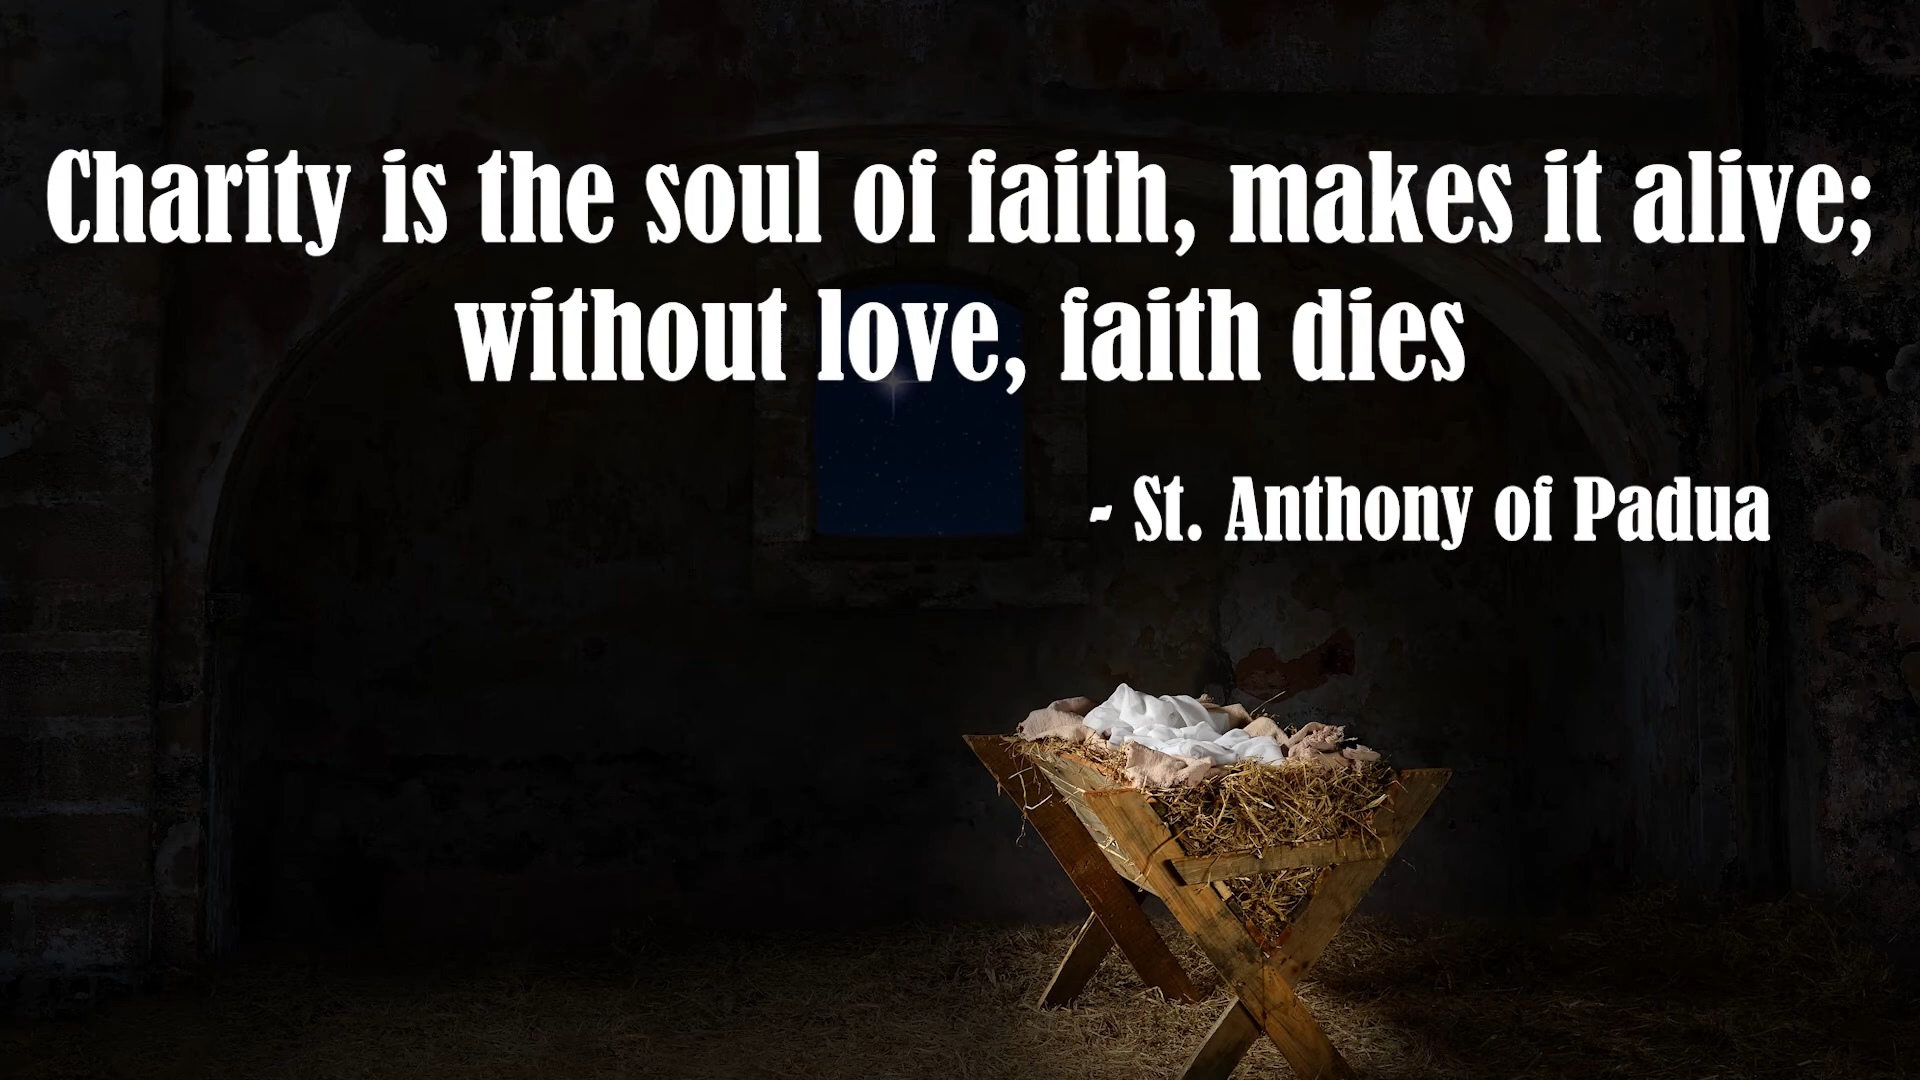 Charity is the soul of faith, makes it alive;
without love, faith dies
- St. Anthony of Padua